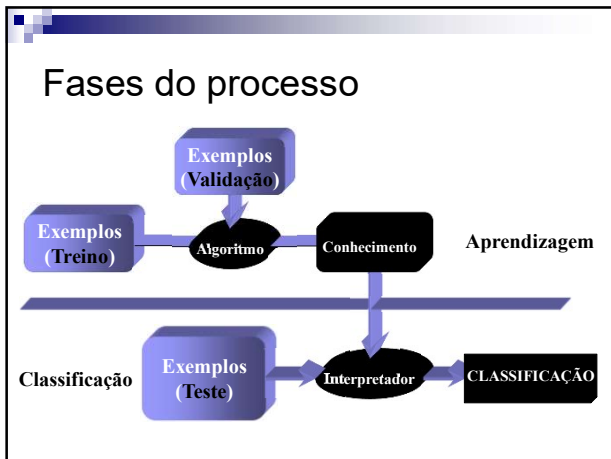 Fases do processo
Exemplos
(Validação)
Exemplos
(Treino)
Algoritmo
Conhecimento
Aprendizagem
Classificação
Exemplos
(Teste)
Interpretador
CLASSIFICAÇÃO